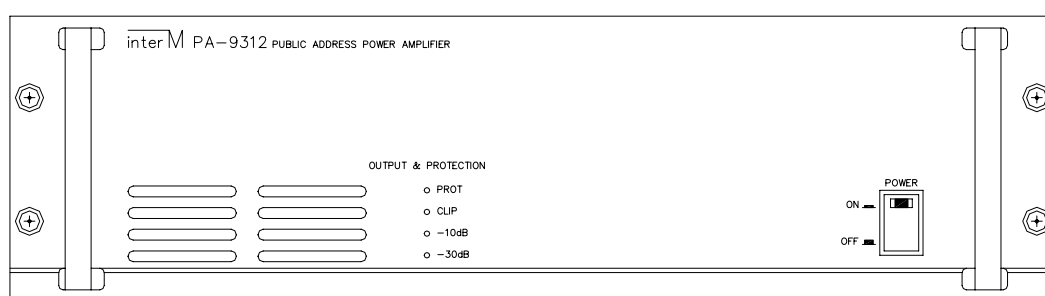 inter M PA-9312 PUBLIC ADDRESS POWER AMPLIFIER
OUTPUT & PROTECTION
PROT
CLIP
-10dB
-30dB
POWER
ON
OFF